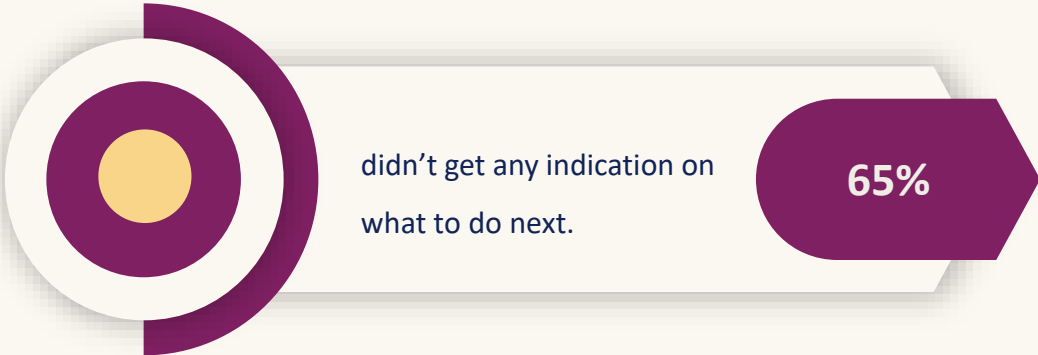 didn’t get any indication on
what to do next.
65%